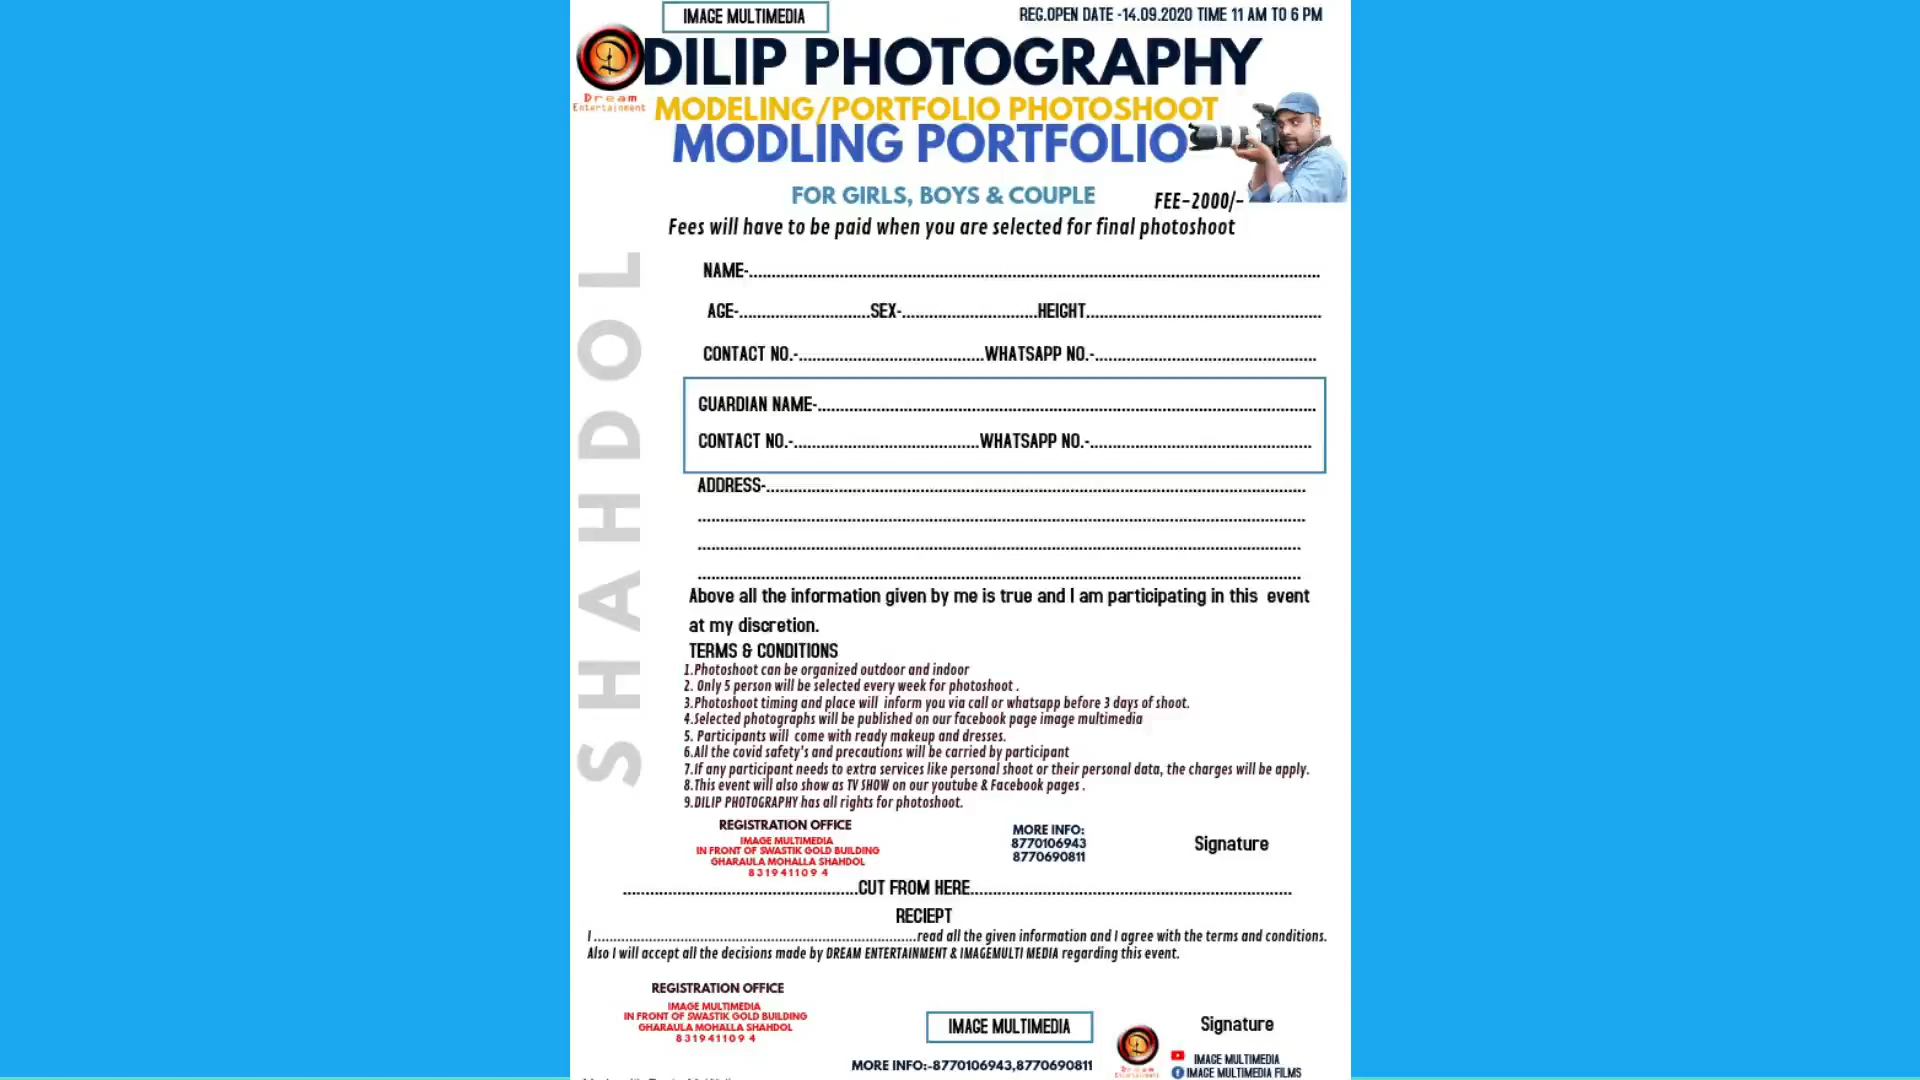 IMAGE MULTIMEDIA
REG.OPEN DATE -14.09.2020 TIME 11 AM TO 6 PM
DILIP PHOTOGRAPHY
Dream
Entertainment
MODELING/PORTFOLIO PHOTOSHOOT
MODLING PORTFOLIO
FOR GIRLS, BOYS & COUPLE
FEE-2000/-
Fees will have to be paid when you are selected for final photoshoot
SHAHDOL
NAME-..........
AGE-..........SEX-..........HEIGHT..........
CONTACT NO.-..........WHATSAPP NO.-..........
GUARDIAN NAME-..........
CONTACT NO.-..........WHATSAPP NO.-..........
ADDRESS-..........
Above all the information given by me is true and I am participating in this event
at my discretion.
TERMS & CONDITIONS
1.Photoshoot can be organized outdoor and indoor
2. Only 5 person will be selected every week for photoshoot .
3.Photoshoot timing and place will inform you via call or whatsapp before 3 days of shoot.
4.Selected photographs will be published on our facebook page image multimedia
5. Participants will come with ready makeup and dresses.
6.All the covid safety's and precautions will be carried by participant
7.If any participant needs to extra services like personal shoot or their personal data, the charges will be apply.
8.This event will also show as TV SHOW on our youtube & Facebook pages .
9.DILIP PHOTOGRAPHY has all rights for photoshoot.
REGISTRATION OFFICE
IMAGE MULTIMEDIA
IN FRONT OF SWASTIK GOLD BUILDING
GHARAULA MOHALLA SHAHDOL
831941109 4
MORE INFO:
8770106943
8770690811
Signature
..........CUT FROM HERE..........
RECIEPT
I ..........read all the given information and I agree with the terms and conditions.
Also I will accept all the decisions made by DREAM ENTERTAINMENT & IMAGEMULTI MEDIA regarding this event.
REGISTRATION OFFICE
IMAGE MULTIMEDIA
IN FRONT OF SWASTIK GOLD BUILDING
GHARAULA MOHALLA SHAHDOL
831941109 4
IMAGE MULTIMEDIA
MORE INFO:-8770106943,8770690811
Dream
Entertainment
Signature
IMAGE MULTIMEDIA
IMAGE MULTIMEDIA FILMS